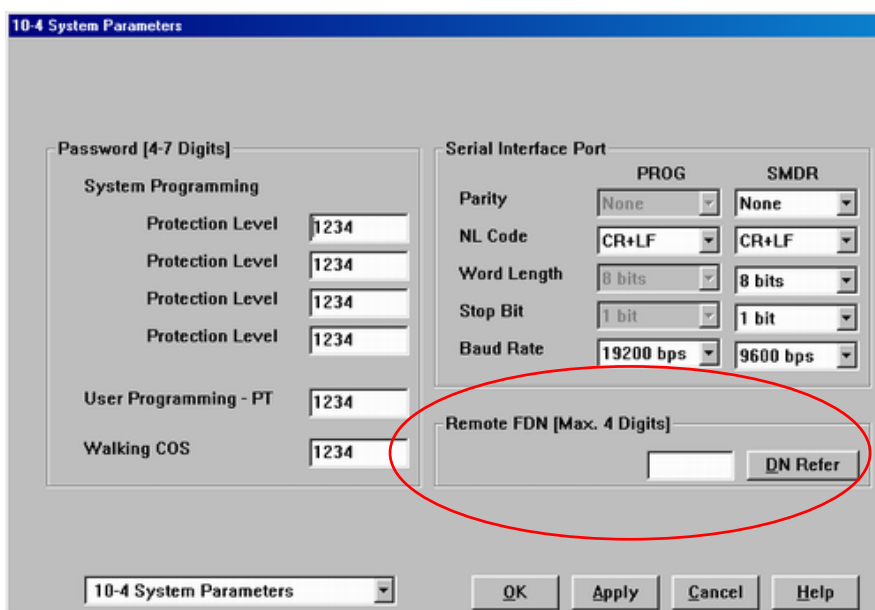 10-4 System Parameters
Password [4-7 Digits]
System Programming
Protection Level 1234
Protection Level 1234
Protection Level 1234
Protection Level 1234
User Programming - PT 1234
Walking COS 1234
Serial Interface Port
PROG SMDR
Parity None None
NL Code CR+LF CR+LF
Word Length 8 bits 8 bits
Stop Bit 1 bit 1 bit
Baud Rate 19200 bps 9600 bps
Remote FDN [Max. 4 Digits]
DN Refer
10-4 System Parameters
OK Apply Cancel Help